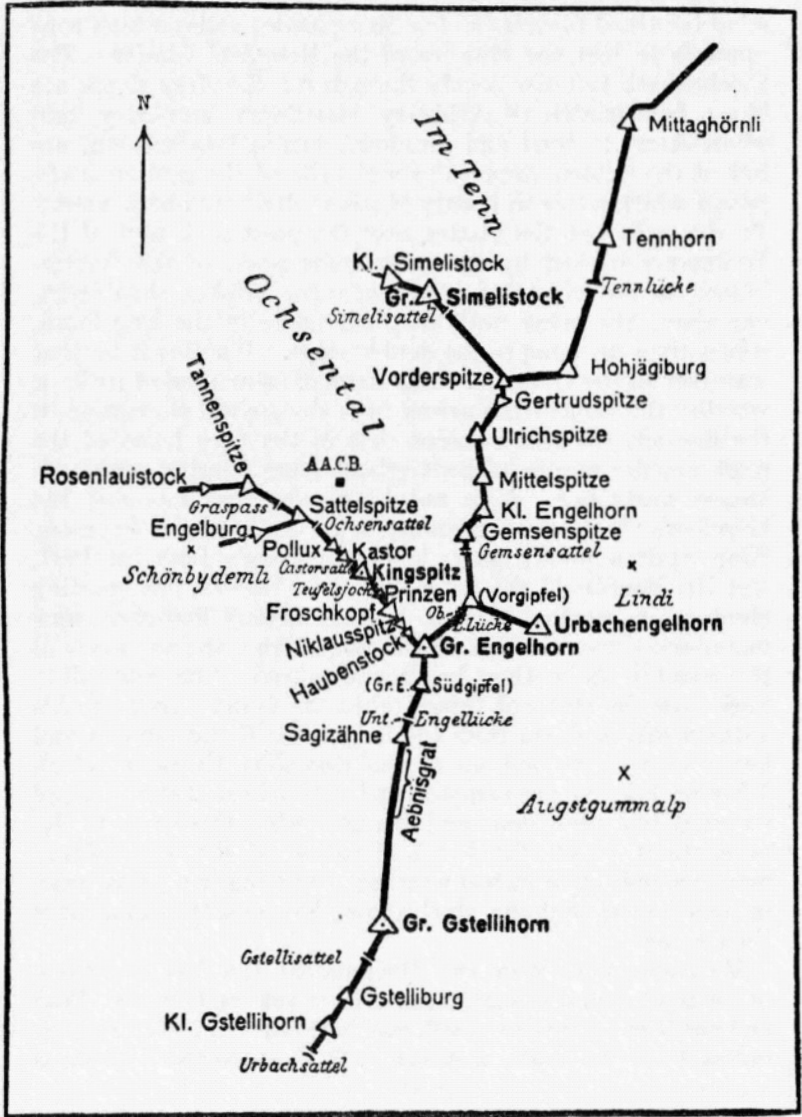 N
Mittaghörnli
Im Tenn
Tennhorn
Kl. Simelistock
Tennlücke
Gr. Simelistock
Simelisattel
Ochsental
Hohjägiburg
Vorderspitze
Gertrudspitze
Tannenspitze
Ulrichspitze
A.A.C.B.
Rosenlauistock
Mittelspitze
Graspass
Sattelspitze
Kl. Engelhorn
Engelburg
Ochsensattel
Gemsenspitze
Pollux
Kastor
Gemsensattel
Schönbydemli
Castorsatt.
Kingspitz
Lindi
Teufelsjoch
Prinzen
(Vorgipfel)
Froschkopf
Ob. Elücke
Urbachengelhorn
Niklausspitz
Haubenstock
Gr. Engelhorn
(Gr.E. Südgipfel)
Unt. Engellücke
Sagizähne
Aebnisgrat
Augstgummalp
Gr. Gstellihorn
Gstellisattel
Gstelliburg
Kl. Gstellihorn
Urbachsattel